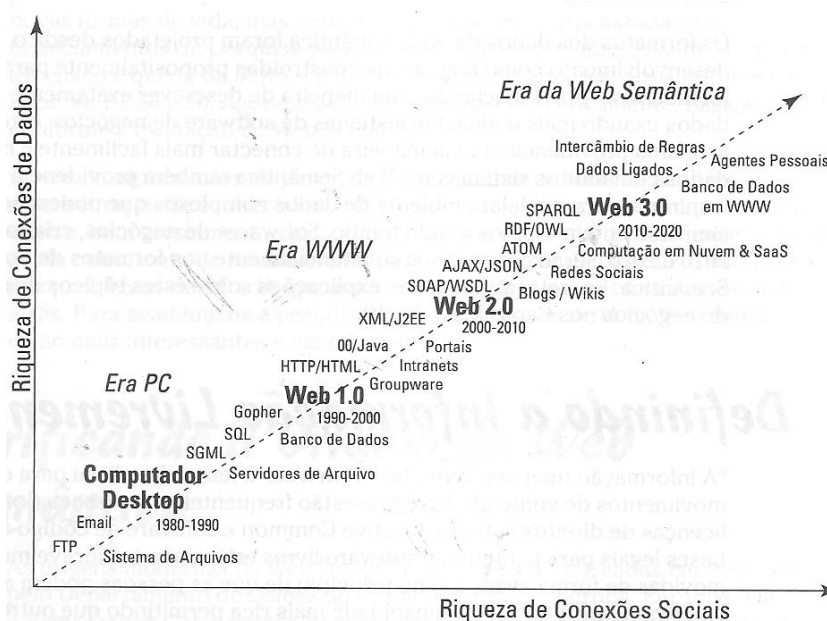 Riqueza de Conexões de Dados
Era da Web Semântica
Intercâmbio de Regras
Agentes Pessoais
Dados Ligados
Banco de Dados
em WWW
SPARQL
Web 3.0
2010-2020
RDF/OWL
Computação em Nuvem & SaaS
ATOM
Era WWW
AJAX/JSON
Redes Sociais
SOAP/WSDL
Blogs / Wikis
Web 2.0
2000-2010
XML/J2EE
00/Java
Portais
HTTP/HTML
Intranets
Groupware
Era PC
Web 1.0
1990-2000
Gopher
Banco de Dados
SQL
SGML
Servidores de Arquivo
Computador
Desktop
1980-1990
Email
FTP
Sistema de Arquivos
Riqueza de Conexões Sociais